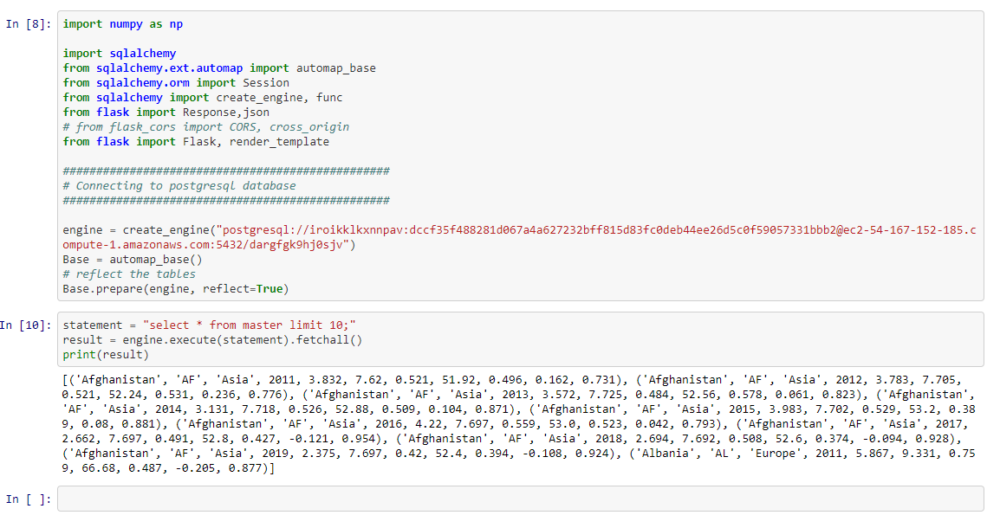 In [8]:
import numpy as np
import sqlalchemy
from sqlalchemy.ext.automap import automap_base
from sqlalchemy.orm import Session
from sqlalchemy import create_engine, func
from flask import Response,json
# from flask_cors import CORS, cross_origin
from flask import Flask, render_template
#################################################
# Connecting to postgresql database
#################################################
engine = create_engine("postgresql://iroikklkxnnpav:dccf35f488281d067a4a627232bff815d83fc0deb44ee26d5c0f59057331bbb2@ec2-54-167-152-185.c
ompute-1.amazonaws.com:5432/dargfgk9hj0sjv")
Base = automap_base()
# reflect the tables
Base.prepare(engine, reflect=True)
In [10]:
statement = "select * from master limit 10;"
result = engine.execute(statement).fetchall()
print(result)
[('Afghanistan', 'AF', 'Asia', 2011, 3.832, 7.62, 0.521, 51.92, 0.496, 0.162, 0.731), ('Afghanistan', 'AF', 'Asia', 2012, 3.783, 7.705,
0.521, 52.24, 0.531, 0.236, 0.776), ('Afghanistan', 'AF', 'Asia', 2013, 3.572, 7.725, 0.484, 52.56, 0.578, 0.061, 0.823), ('Afghanistan',
'AF', 'Asia', 2014, 3.131, 7.718, 0.526, 52.88, 0.509, 0.104, 0.871), ('Afghanistan', 'AF', 'Asia', 2015, 3.983, 7.702, 0.529, 53.2, 0.38
9, 0.08, 0.881), ('Afghanistan', 'AF', 'Asia', 2016, 4.22, 7.697, 0.559, 53.0, 0.523, 0.042, 0.793), ('Afghanistan', 'AF', 'Asia', 2017,
2.662, 7.697, 0.491, 52.8, 0.427, -0.121, 0.954), ('Afghanistan', 'AF', 'Asia', 2018, 2.694, 7.692, 0.508, 52.6, 0.374, -0.094, 0.928),
('Afghanistan', 'AF', 'Asia', 2019, 2.375, 7.697, 0.42, 52.4, 0.394, -0.108, 0.924), ('Albania', 'AL', 'Europe', 2011, 5.867, 9.331, 0.75
9, 66.68, 0.487, -0.205, 0.877)]
In [ ]: